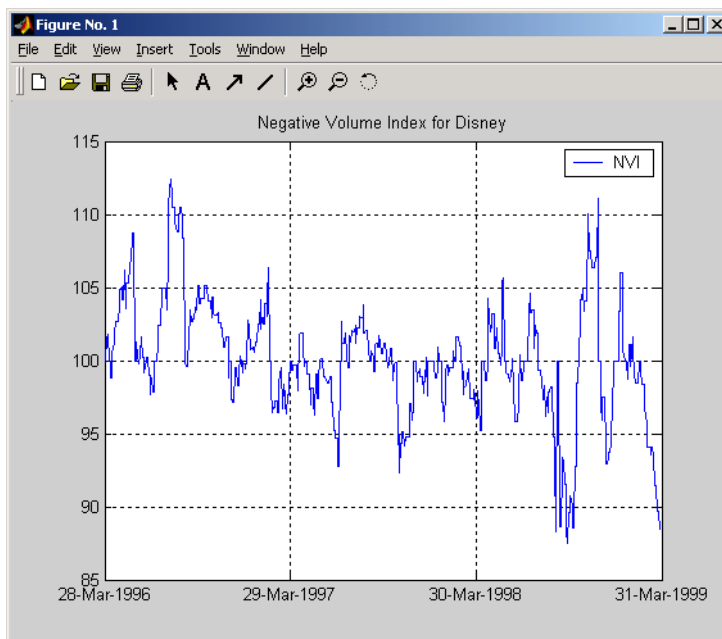 Figure No. 1
File Edit View Insert Tools Window Help
A
Negative Volume Index for Disney
NVI
115
110
105
100
95
90
85
28-Mar-1996 29-Mar-1997 30-Mar-1998 31-Mar-1999